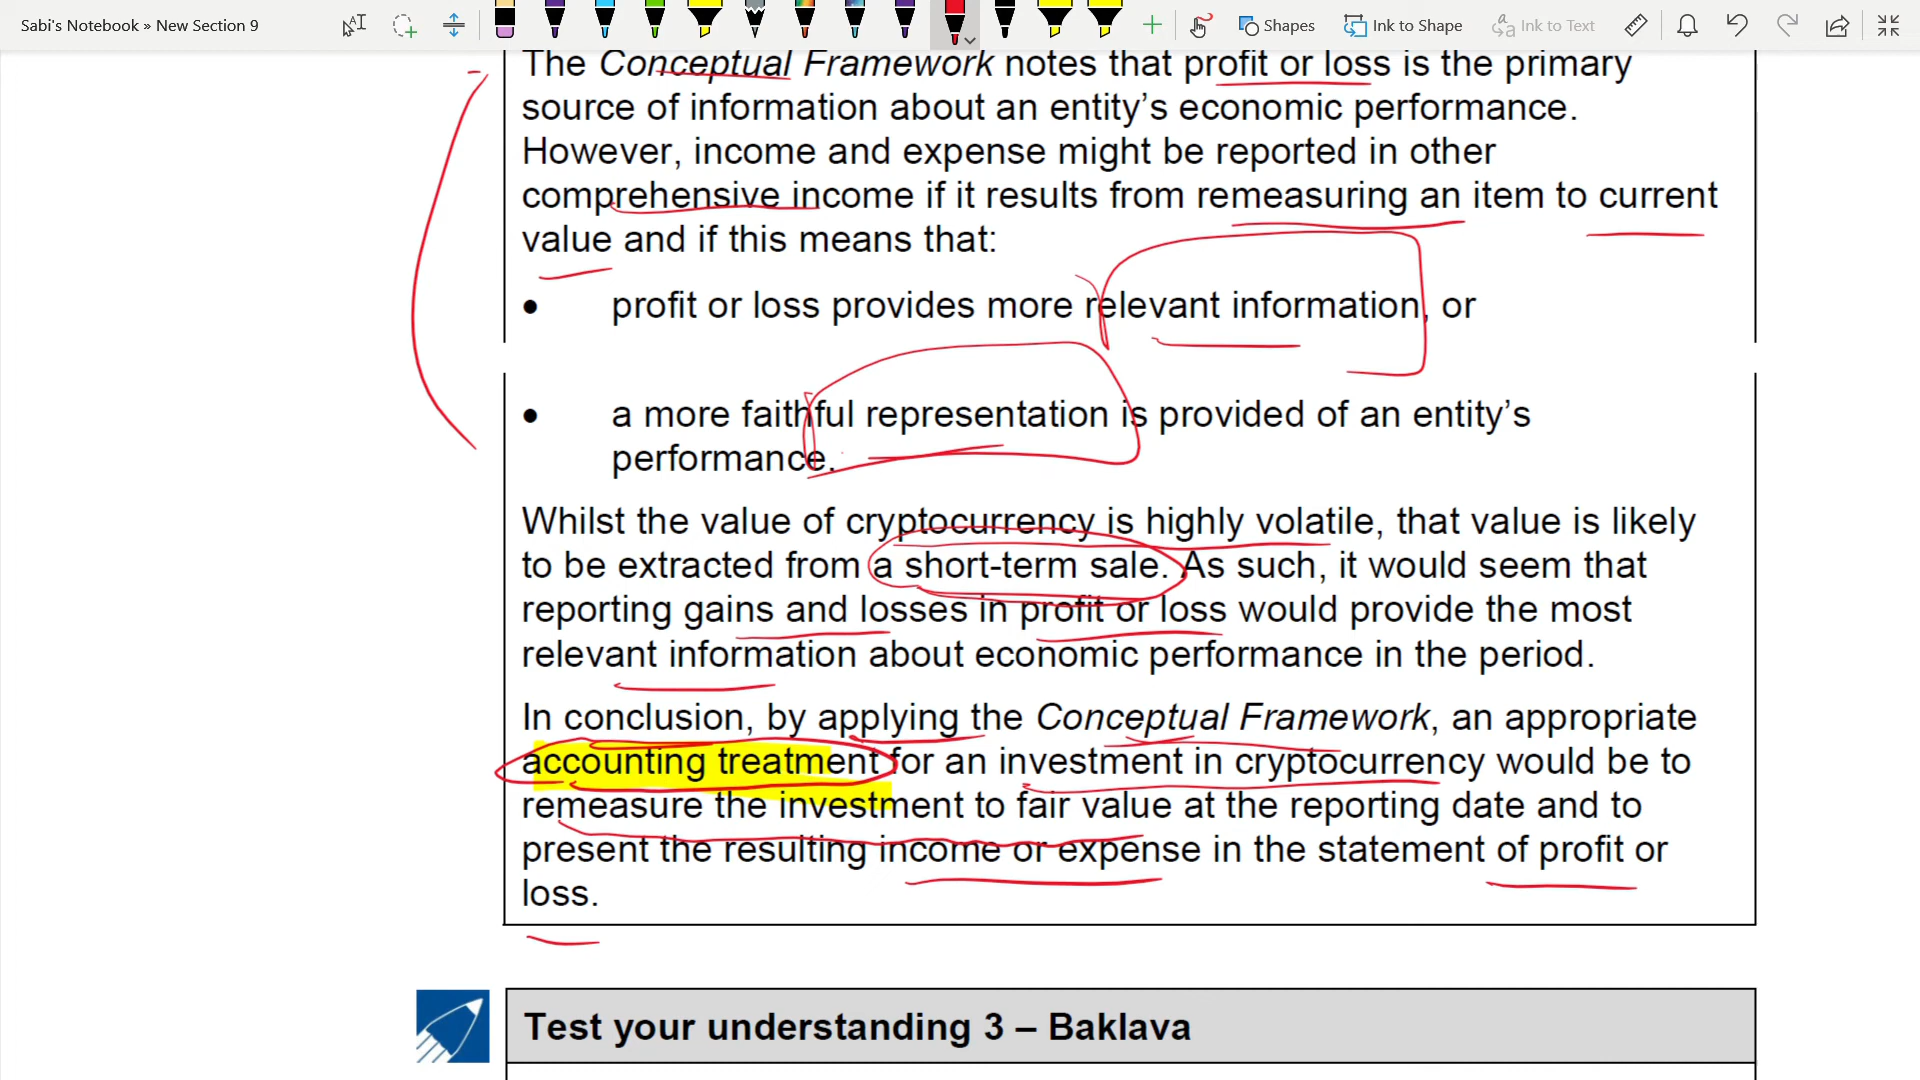 Sabi's Notebook » New Section 9
Shapes
Ink to Shape
Ink to Text
The Conceptual Framework notes that profit or loss is the primary
source of information about an entity’s economic performance.
However, income and expense might be reported in other
comprehensive income if it results from remeasuring an item to current
value and if this means that:
• profit or loss provides more relevant information, or
• a more faithful representation is provided of an entity’s
performance.
Whilst the value of cryptocurrency is highly volatile, that value is likely
to be extracted from a short-term sale. As such, it would seem that
reporting gains and losses in profit or loss would provide the most
relevant information about economic performance in the period.
In conclusion, by applying the Conceptual Framework, an appropriate
accounting treatment for an investment in cryptocurrency would be to
remeasure the investment to fair value at the reporting date and to
present the resulting income or expense in the statement of profit or
loss.
Test your understanding 3 – Baklava